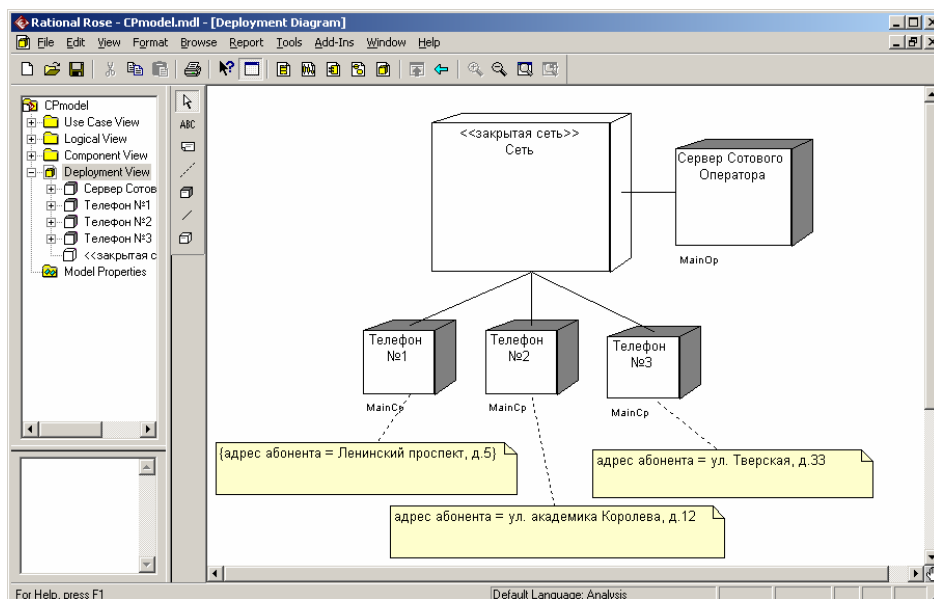 Rational Rose - CPmodel.mdl - [Deployment Diagram]
File Edit View Format Browse Report Tools Add-Ins Window Help
ABC
CPmodel
Use Case View
Logical View
Component View
Deployment View
Сервер Сотов
Телефон №1
Телефон №2
Телефон №3
<<закрытая с
Model Properties
<<закрытая сеть>>
Сеть
Сервер Сотового
Оператора
MainOp
Телефон
№1
MainCp
Телефон
№2
MainCp
Телефон
№3
MainCp
{адрес абонента = Ленинский проспект, д.5}
адрес абонента = ул. Тверская, д.33
адрес абонента = ул. академика Королева, д.12
For Help, press F1
Default Language: Analysis